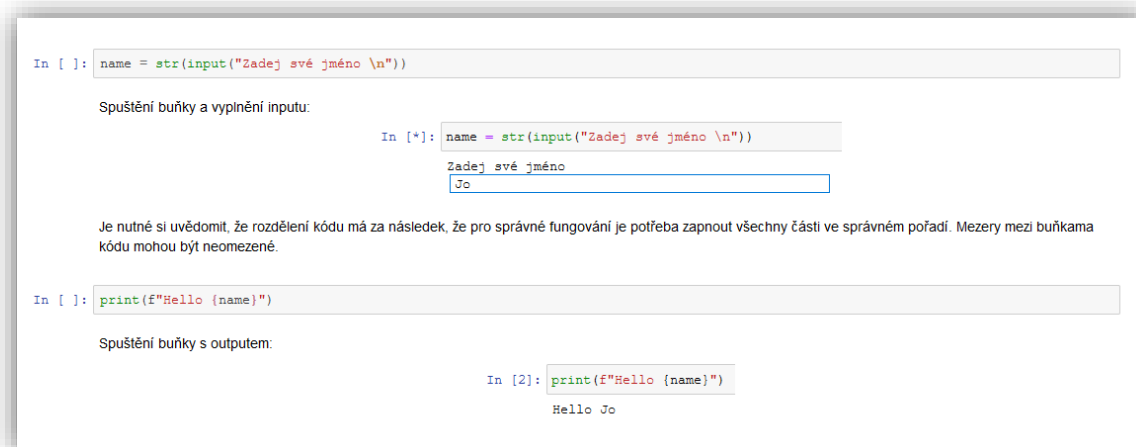 In [ ]: name = str(input("Zadej své jméno \n"))
Spuštění buňky a vyplnění inputu:
In [*]: name = str(input("Zadej své jméno \n"))
Zadej své jméno
Jo
Je nutné si uvědomit, že rozdělení kódu má za následek, že pro správné fungování je potřeba zapnout všechny části ve správném pořadí. Mezery mezi buňkama
kódu mohou být neomezené.
In [ ]: print(f"Hello {name}")
Spuštění buňky s outputem:
In [2]: print(f"Hello {name}")
Hello Jo